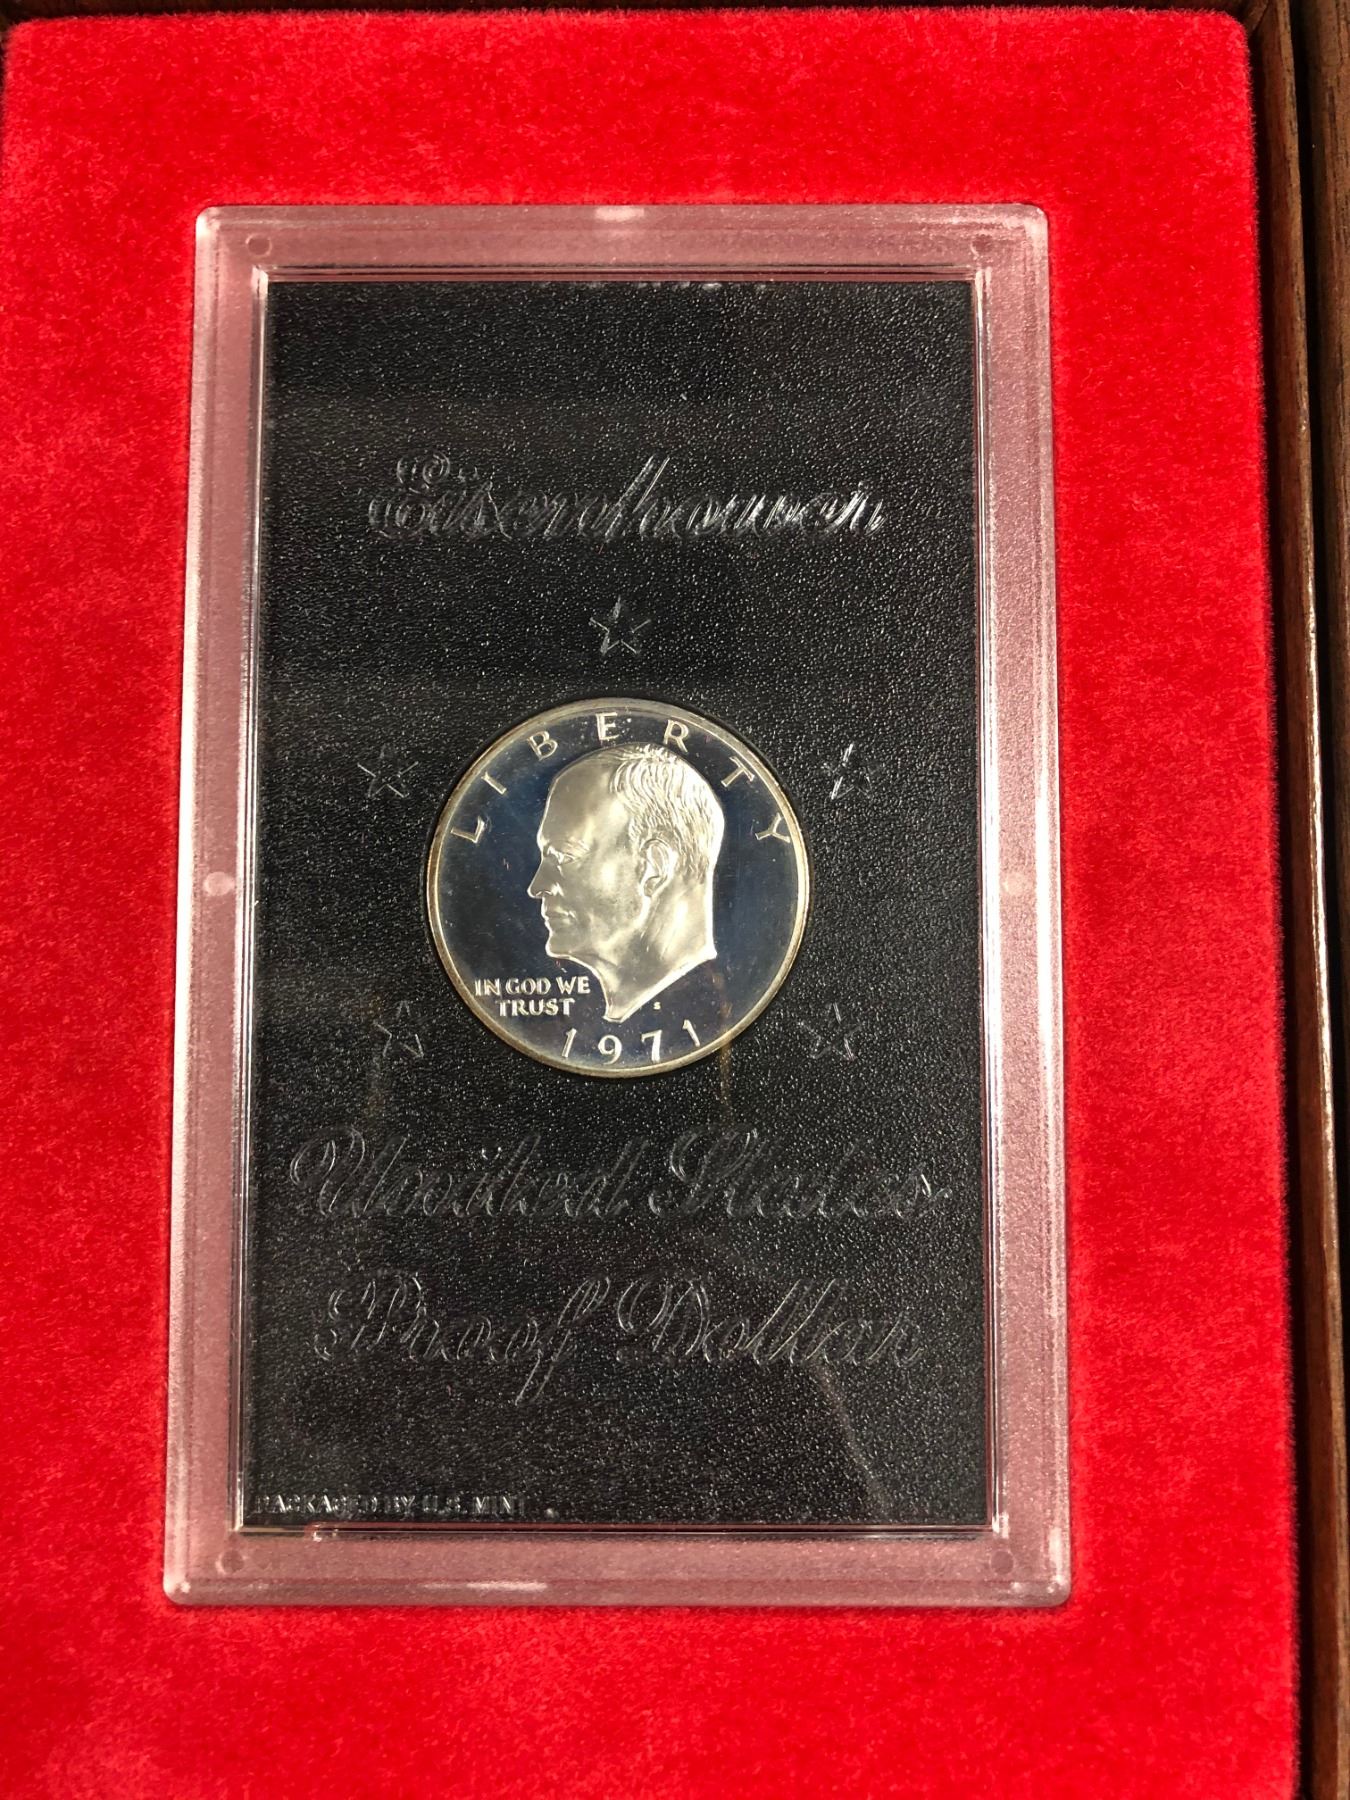 Eisenhower
LIBERTY
IN GOD WE
TRUST
S
1971
United States
Proof Dollar
PACKAGED BY U.S. MINT